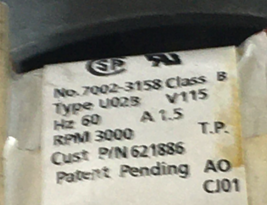 No.7002-3158 Class B
Type U02B V115
Hz 60 A 1.5
RPM 3000 T.P.
Cust P/N 621886
Patent Pending AO
CJ01